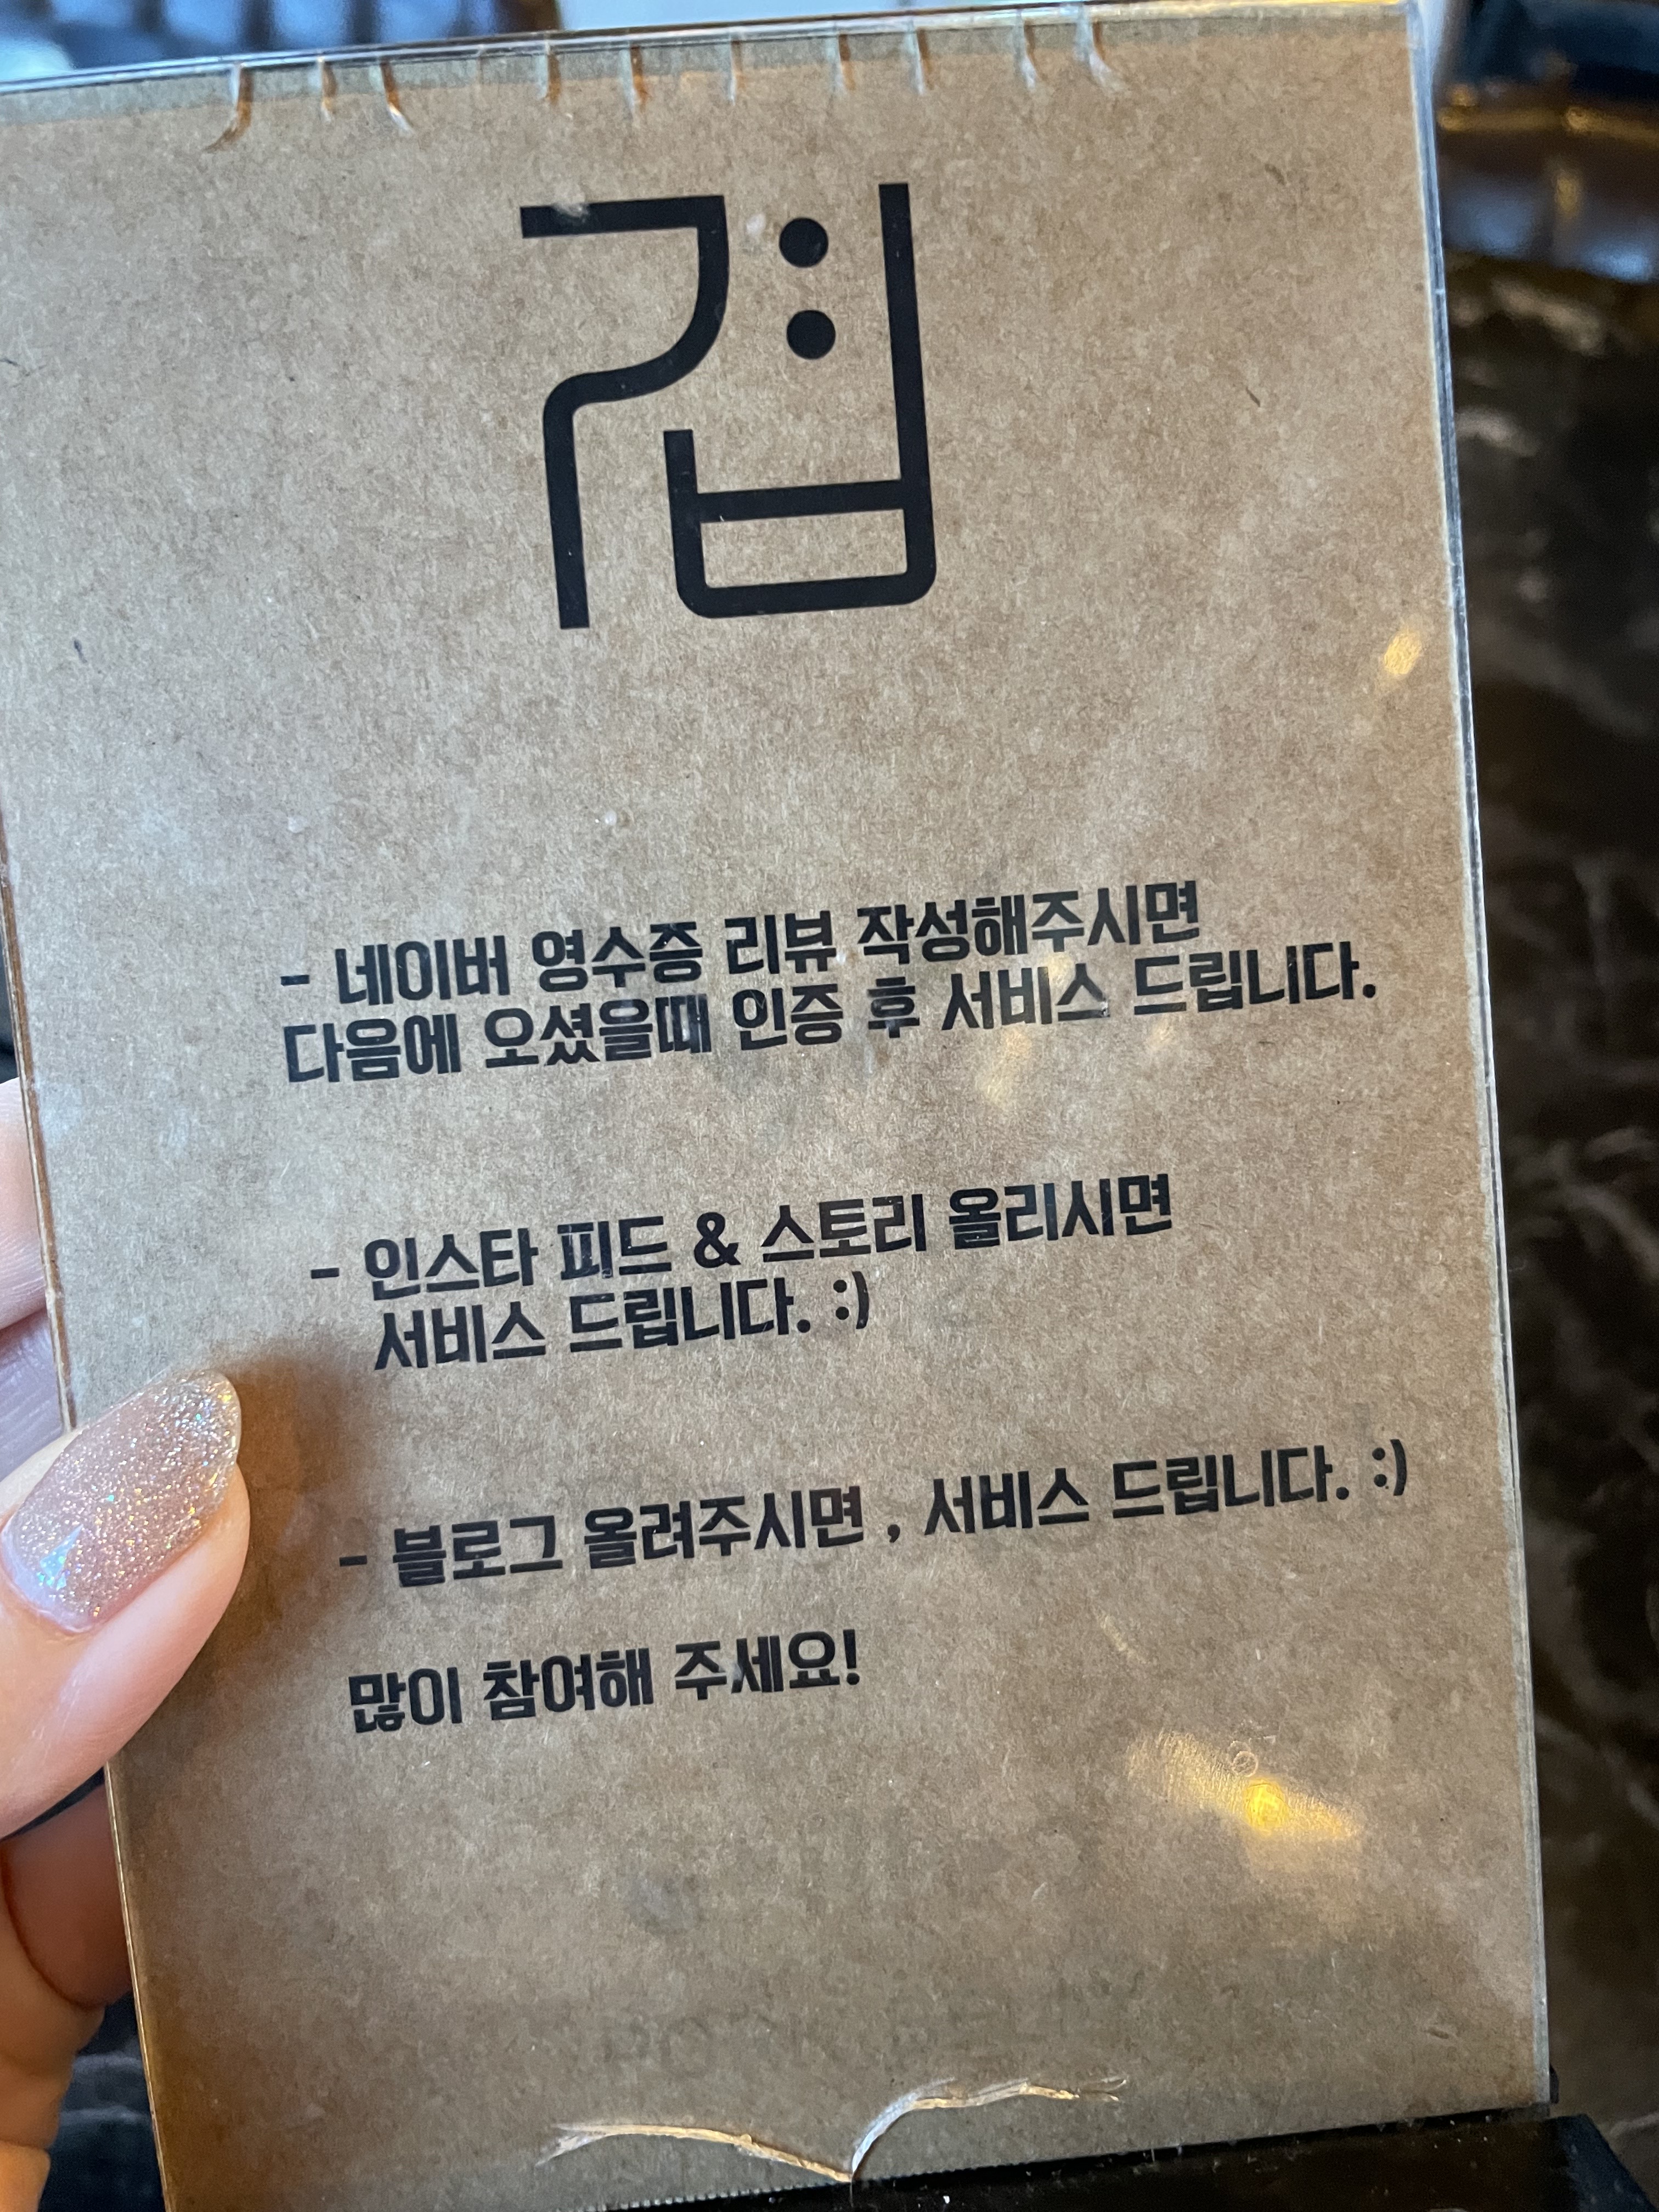 겁
- 네이버 영수증 리뷰 작성해주시면
다음에 오셨을때 인증 후 서비스 드립니다.
- 인스타 피드 & 스토리 올리시면
서비스 드립니다. :)
- 블로그 올려주시면 , 서비스 드립니다. :)
많이 참여해 주세요!